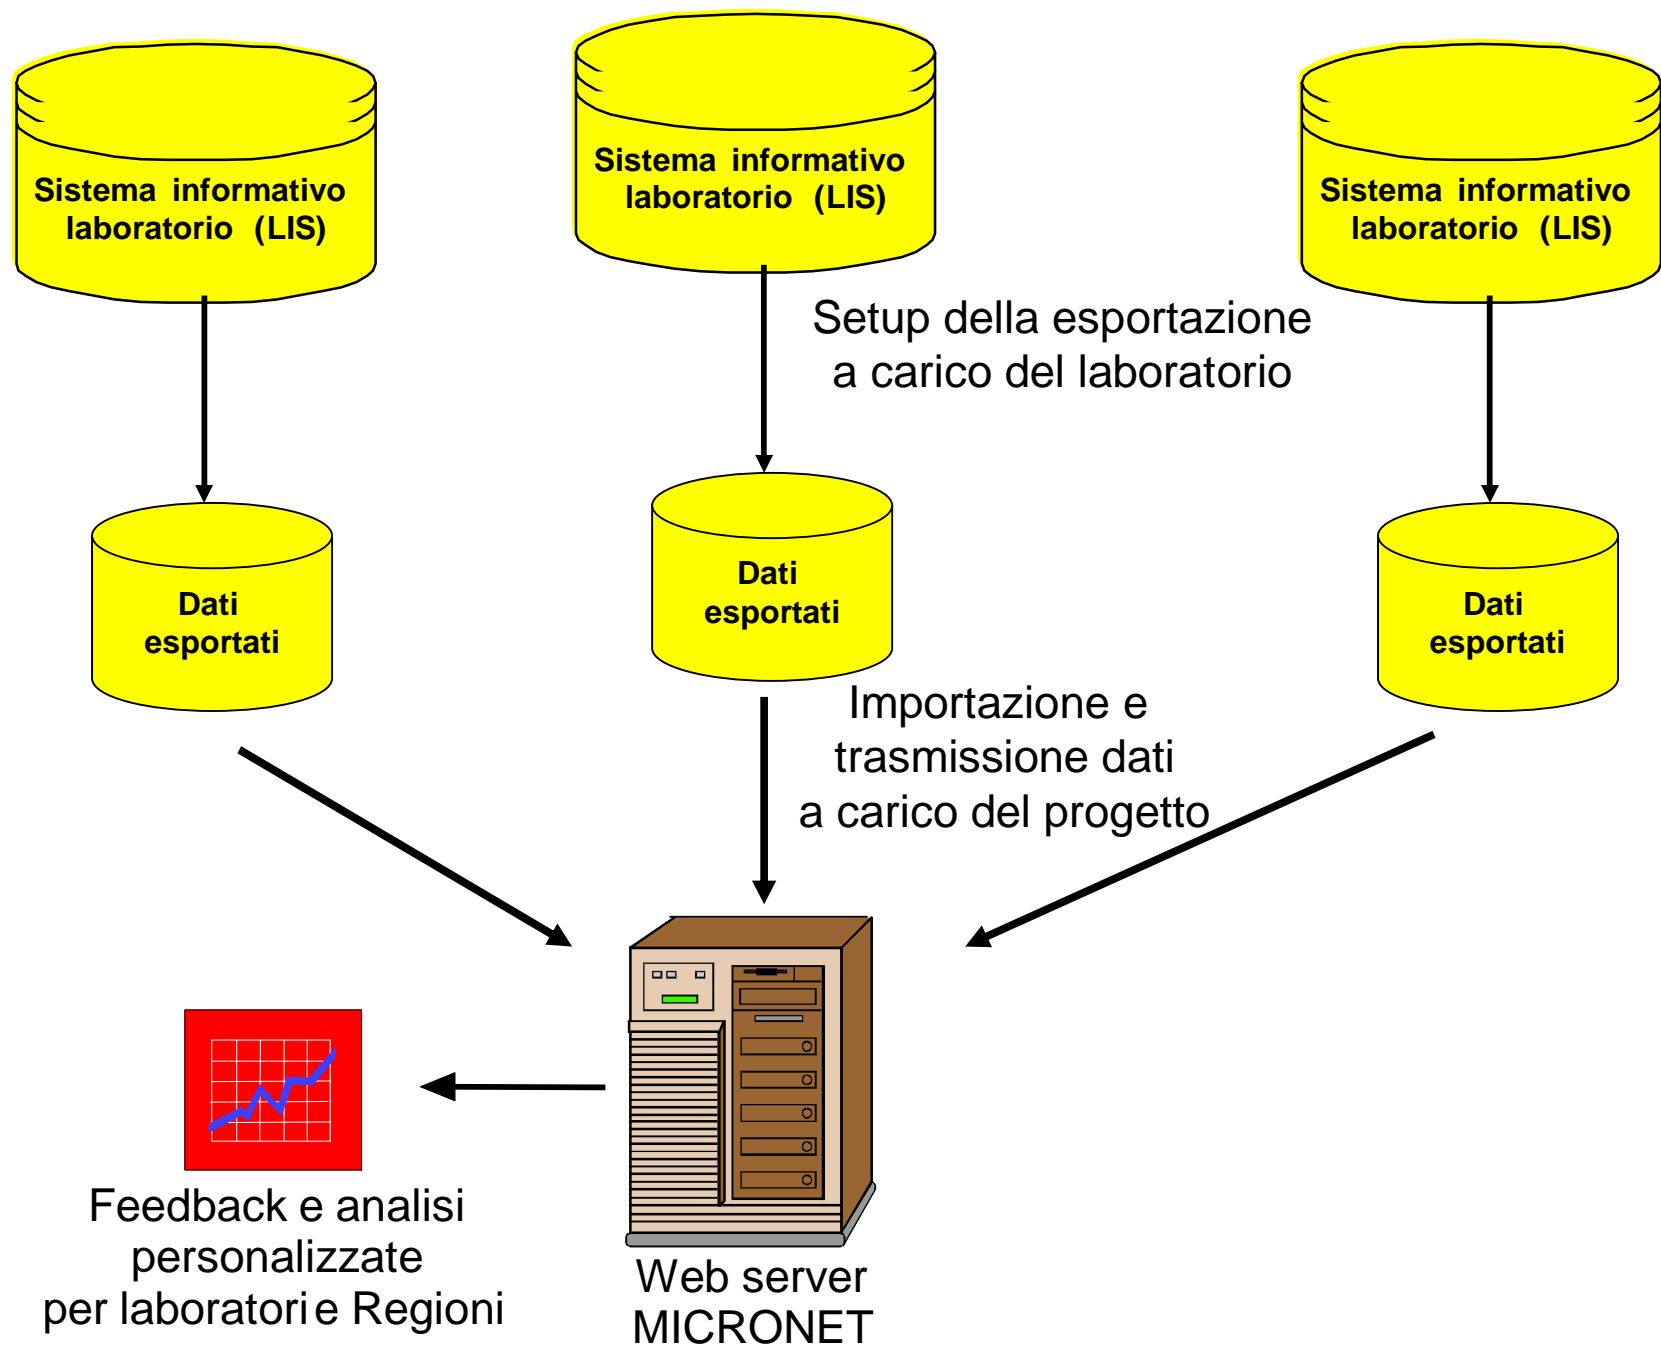 Sistema informativo
laboratorio (LIS)
Sistema informativo
laboratorio (LIS)
Sistema informativo
laboratorio (LIS)
Setup della esportazione
a carico del laboratorio
Dati
esportati
Dati
esportati
Dati
esportati
Importazione e
trasmissione dati
a carico del progetto
Feedback e analisi
personalizzate
per laboratori e Regioni
Web server
MICRONET